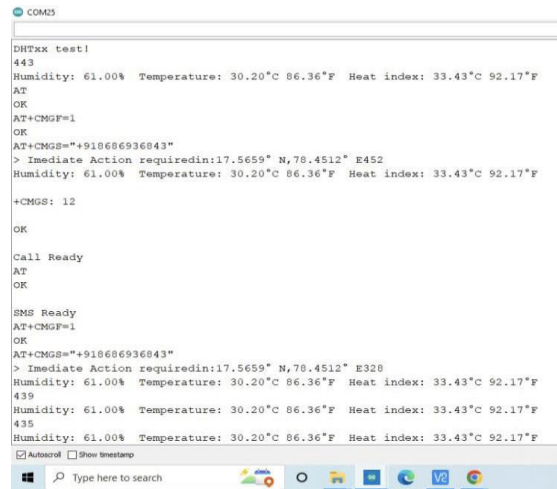 COM25
DHTxx test!
443
Humidity: 61.00%  Temperature: 30.20°C 86.36°F  Heat index: 33.43°C 92.17°F
AT
OK
AT+CMGF=1
OK
AT+CMGS="+918686936843"
> Imediate Action requiredin:17.5659° N,78.4512° E452
Humidity: 61.00%  Temperature: 30.20°C 86.36°F  Heat index: 33.43°C 92.17°F
+CMGS: 12
OK
Call Ready
AT
OK
SMS Ready
AT+CMGF=1
OK
AT+CMGS="+918686936843"
> Imediate Action requiredin:17.5659° N,78.4512° E328
Humidity: 61.00%  Temperature: 30.20°C 86.36°F  Heat index: 33.43°C 92.17°F
439
Humidity: 61.00%  Temperature: 30.20°C 86.36°F  Heat index: 33.43°C 92.17°F
435
Humidity: 61.00%  Temperature: 30.20°C 86.36°F  Heat index: 33.43°C 92.17°F
Autoscroll Show timestamp
Type here to search